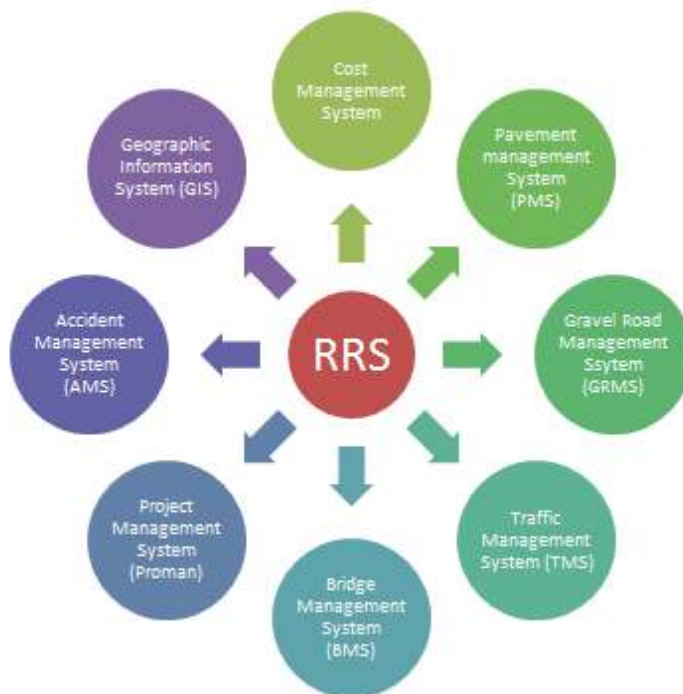 Cost
Management
System
Pavement
management
System
(PMS)
Gravel Road
Management
Ssytem
(GRMS)
Traffic
Management
System (TMS)
Bridge
Management
System
(BMS)
Project
Management
System
(Proman)
Accident
Management
System
(AMS)
Geographic
Information
System (GIS)
RRS